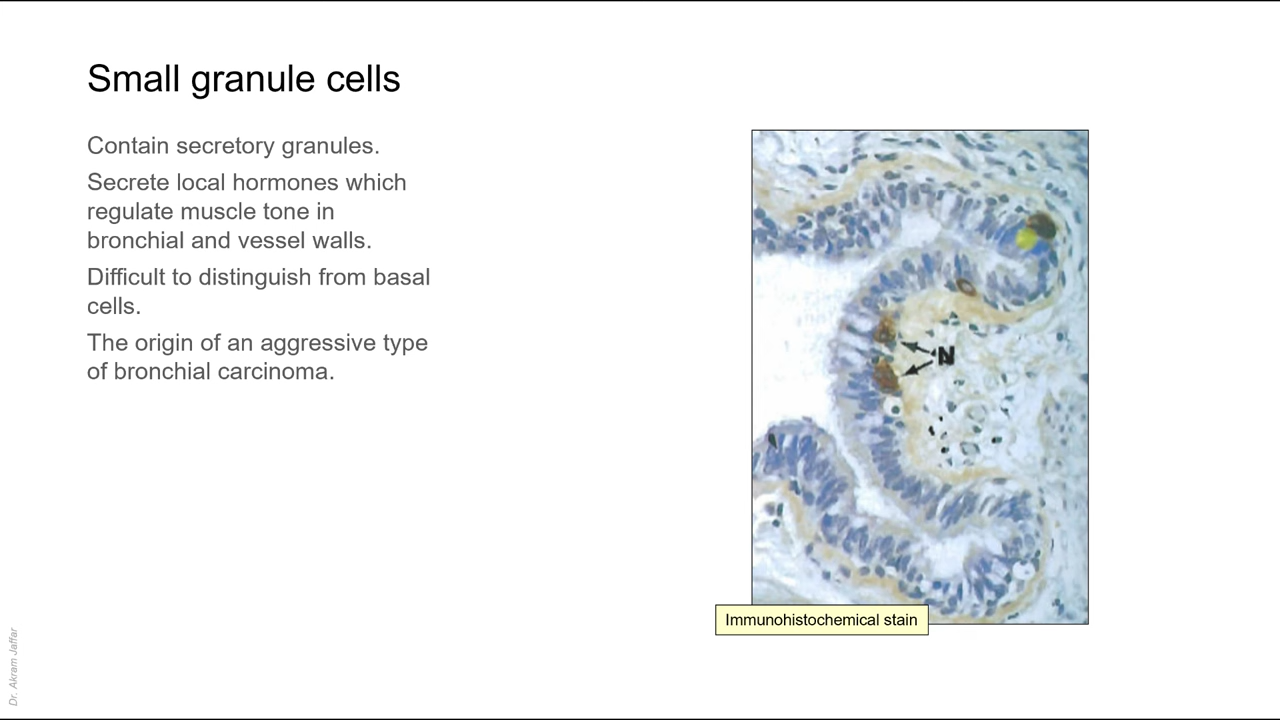 Small granule cells
Contain secretory granules.
Secrete local hormones which
regulate muscle tone in
bronchial and vessel walls.
Difficult to distinguish from basal
cells.
The origin of an aggressive type
of bronchial carcinoma.
N
Immunohistochemical stain
Dr. Akram Jaffar